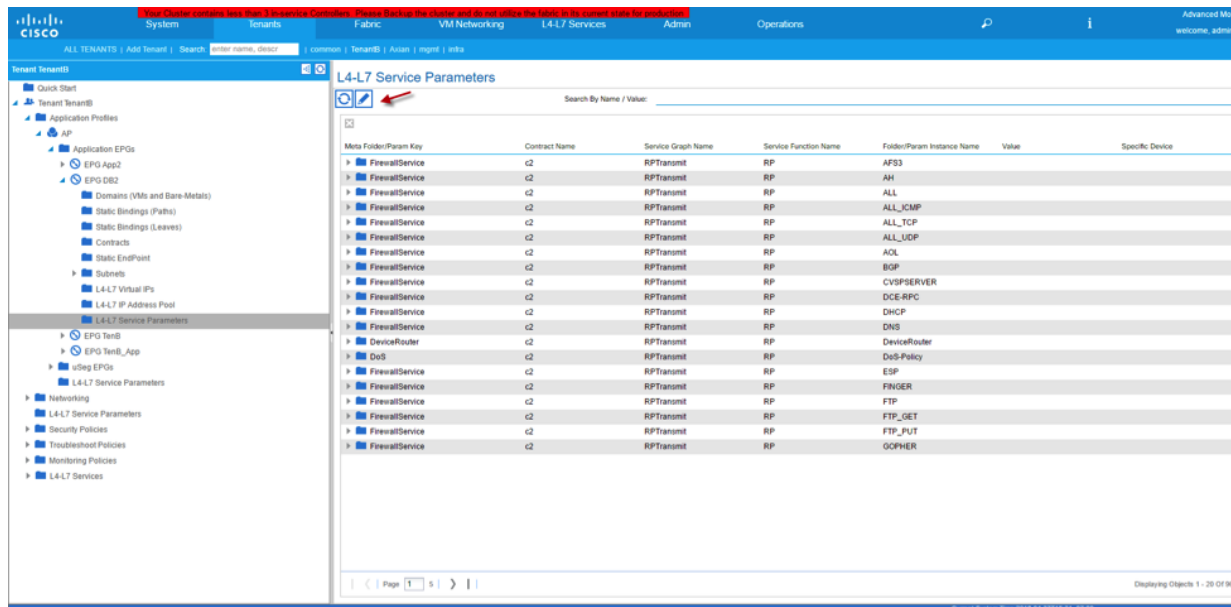 Your Cluster contains less than 3 in-service Controllers. Please Backup the cluster and do not utilize the fabric in its current state for production.
CISCO System Tenants Fabric VM Networking L4-L7 Services Admin Operations i Advanced Mo
welcome, admi
ALL TENANTS | Add Tenant | Search: enter name, descr | common | TenantB | Asian | mgmt | infra
Tenant TenantB
Quick Start
Tenant TenantB
Application Profiles
AP
Application EPGs
EPG App2
EPG DB2
Domains (VMs and Bare-Metals)
Static Bindings (Paths)
Static Bindings (Leaves)
Contracts
Static EndPoint
Subnets
L4-L7 Virtual IPs
L4-L7 IP Address Pool
L4-L7 Service Parameters
EPG TenB
EPG TenB_App
uSeg EPGs
L4-L7 Service Parameters
Networking
L4-L7 Service Parameters
Security Policies
Troubleshoot Policies
Monitoring Policies
L4-L7 Services
L4-L7 Service Parameters
Search By Name / Value:
Meta Folder/Param Key Contract Name Service Graph Name Service Function Name Folder/Param Instance Name Value Specific Device
FirewallService c2 RPTransmit RP AFS3
FirewallService c2 RPTransmit RP AH
FirewallService c2 RPTransmit RP ALL
FirewallService c2 RPTransmit RP ALL_ICMP
FirewallService c2 RPTransmit RP ALL_TCP
FirewallService c2 RPTransmit RP ALL_UDP
FirewallService c2 RPTransmit RP AOL
FirewallService c2 RPTransmit RP BGP
FirewallService c2 RPTransmit RP CVSPSERVER
FirewallService c2 RPTransmit RP DCE-RPC
FirewallService c2 RPTransmit RP DHCP
FirewallService c2 RPTransmit RP DNS
DeviceRouter c2 RPTransmit RP DeviceRouter
DoS c2 RPTransmit RP DoS-Policy
FirewallService c2 RPTransmit RP ESP
FirewallService c2 RPTransmit RP FINGER
FirewallService c2 RPTransmit RP FTP
FirewallService c2 RPTransmit RP FTP_GET
FirewallService c2 RPTransmit RP FTP_PUT
FirewallService c2 RPTransmit RP GOPHER
Page 1 5
Displaying Objects 1 - 20 Of 9